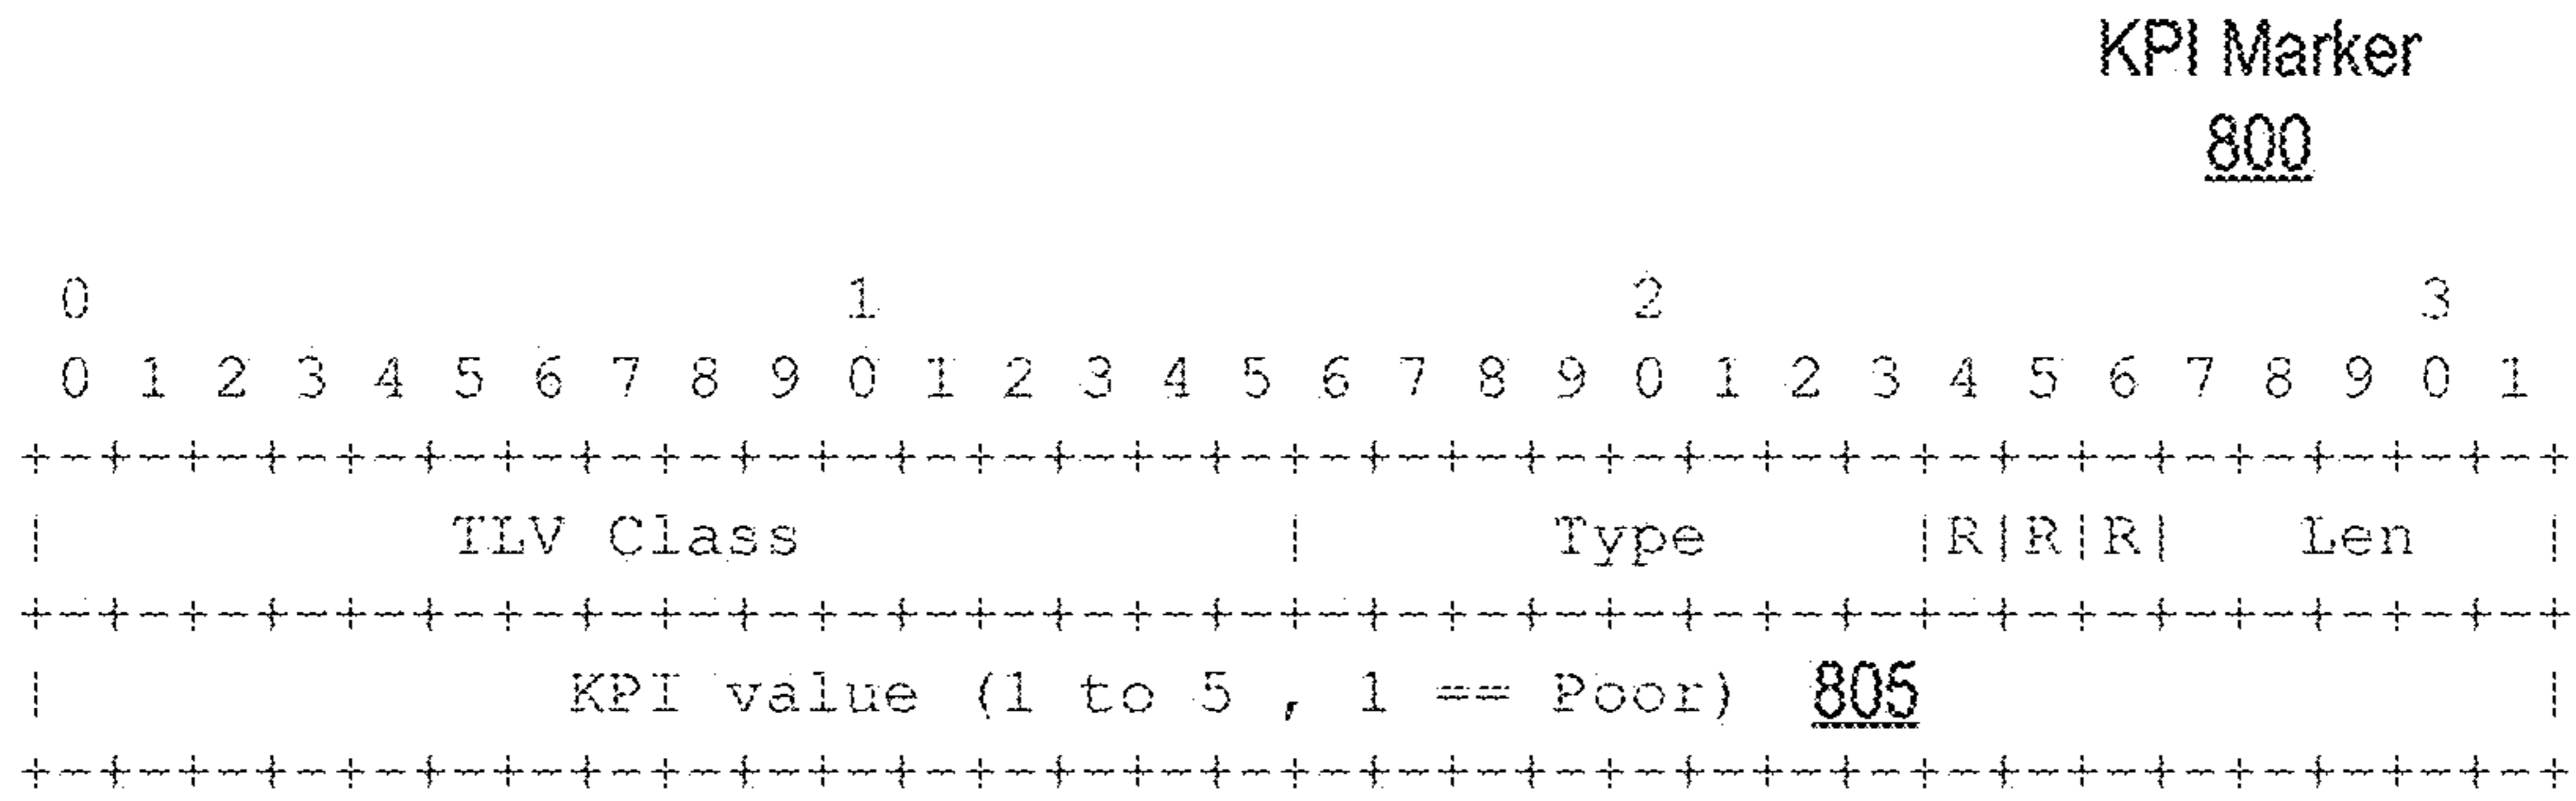 KPI Marker
800
0                   1                   2                   3
0 1 2 3 4 5 6 7 8 9 0 1 2 3 4 5 6 7 8 9 0 1 2 3 4 5 6 7 8 9 0 1
+-+-+-+-+-+-+-+-+-+-+-+-+-+-+-+-+-+-+-+-+-+-+-+-+-+-+-+-+-+-+-+-+
|          TLV Class            |      Type     |R|R|R|   Len   |
+-+-+-+-+-+-+-+-+-+-+-+-+-+-+-+-+-+-+-+-+-+-+-+-+-+-+-+-+-+-+-+-+
|             KPI value (1 to 5 , 1 == Poor)  805               |
+-+-+-+-+-+-+-+-+-+-+-+-+-+-+-+-+-+-+-+-+-+-+-+-+-+-+-+-+-+-+-+-+